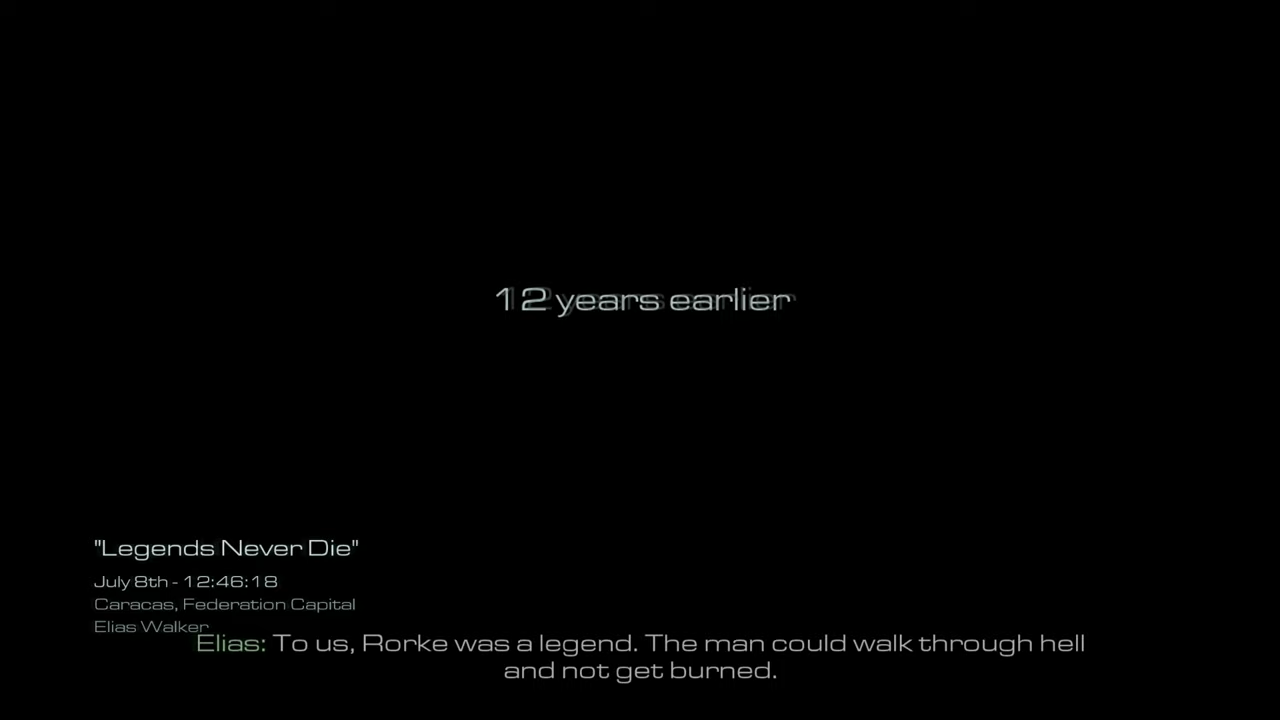 12 years earlier
"Legends Never Die"
July 8th - 12:46:18
Caracas, Federation Capital
Elias Walker
Elias: To us, Rorke was a legend. The man could walk through hell
and not get burned.